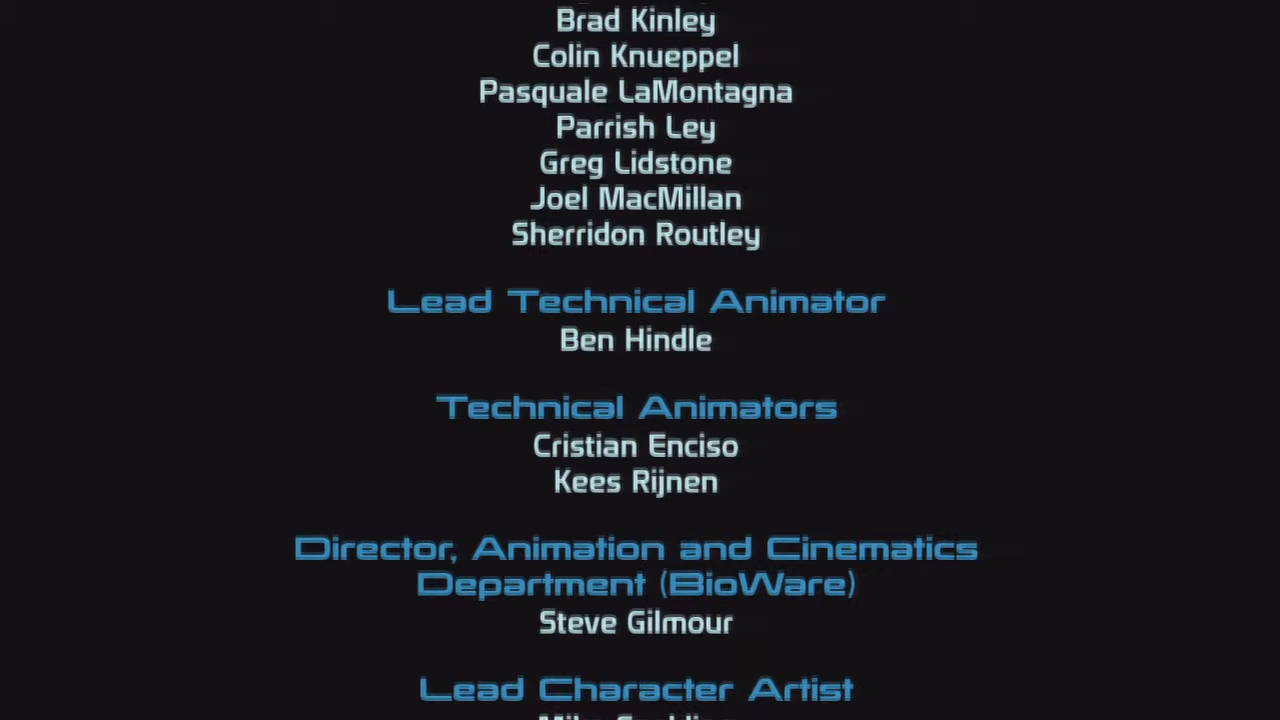 Brad Kinley
Colin Knueppel
Pasquale LaMontagna
Parrish Ley
Greg Lidstone
Joel MacMillan
Sherridon Routley
Lead Technical Animator
Ben Hindle
Technical Animators
Cristian Enciso
Kees Rijnen
Director, Animation and Cinematics
Department (BioWare)
Steve Gilmour
Lead Character Artist